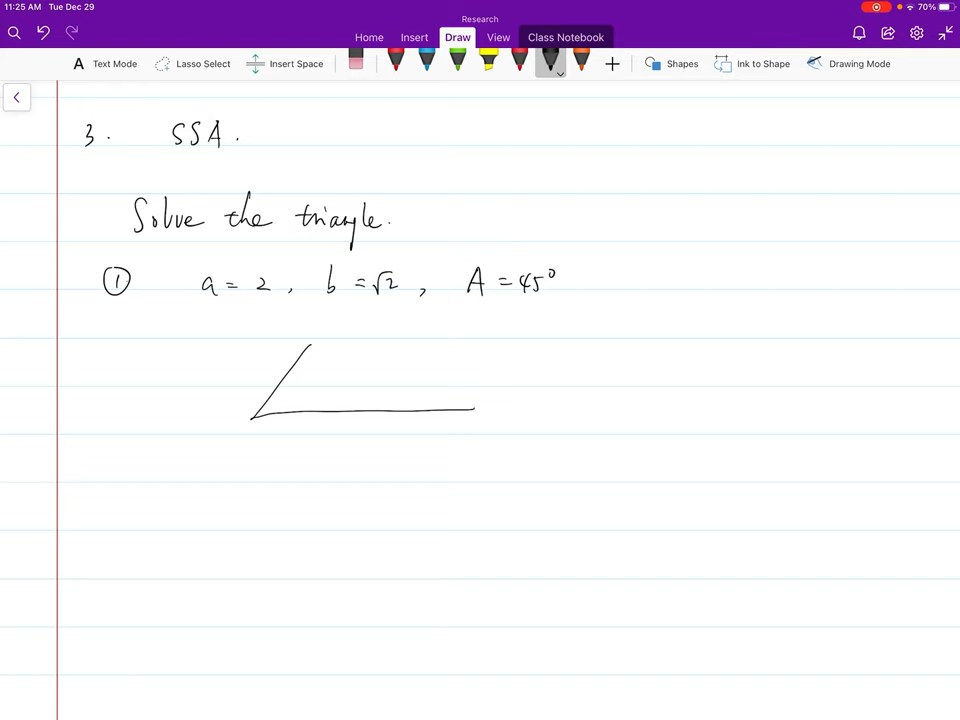 11:25 AM Tue Dec 29
70%
Research
Home Insert Draw View Class Notebook
A Text Mode Lasso Select Insert Space Shapes Ink to Shape Drawing Mode
3. SSA.
Solve the triangle.
① a = 2, b = √2, A = 45°